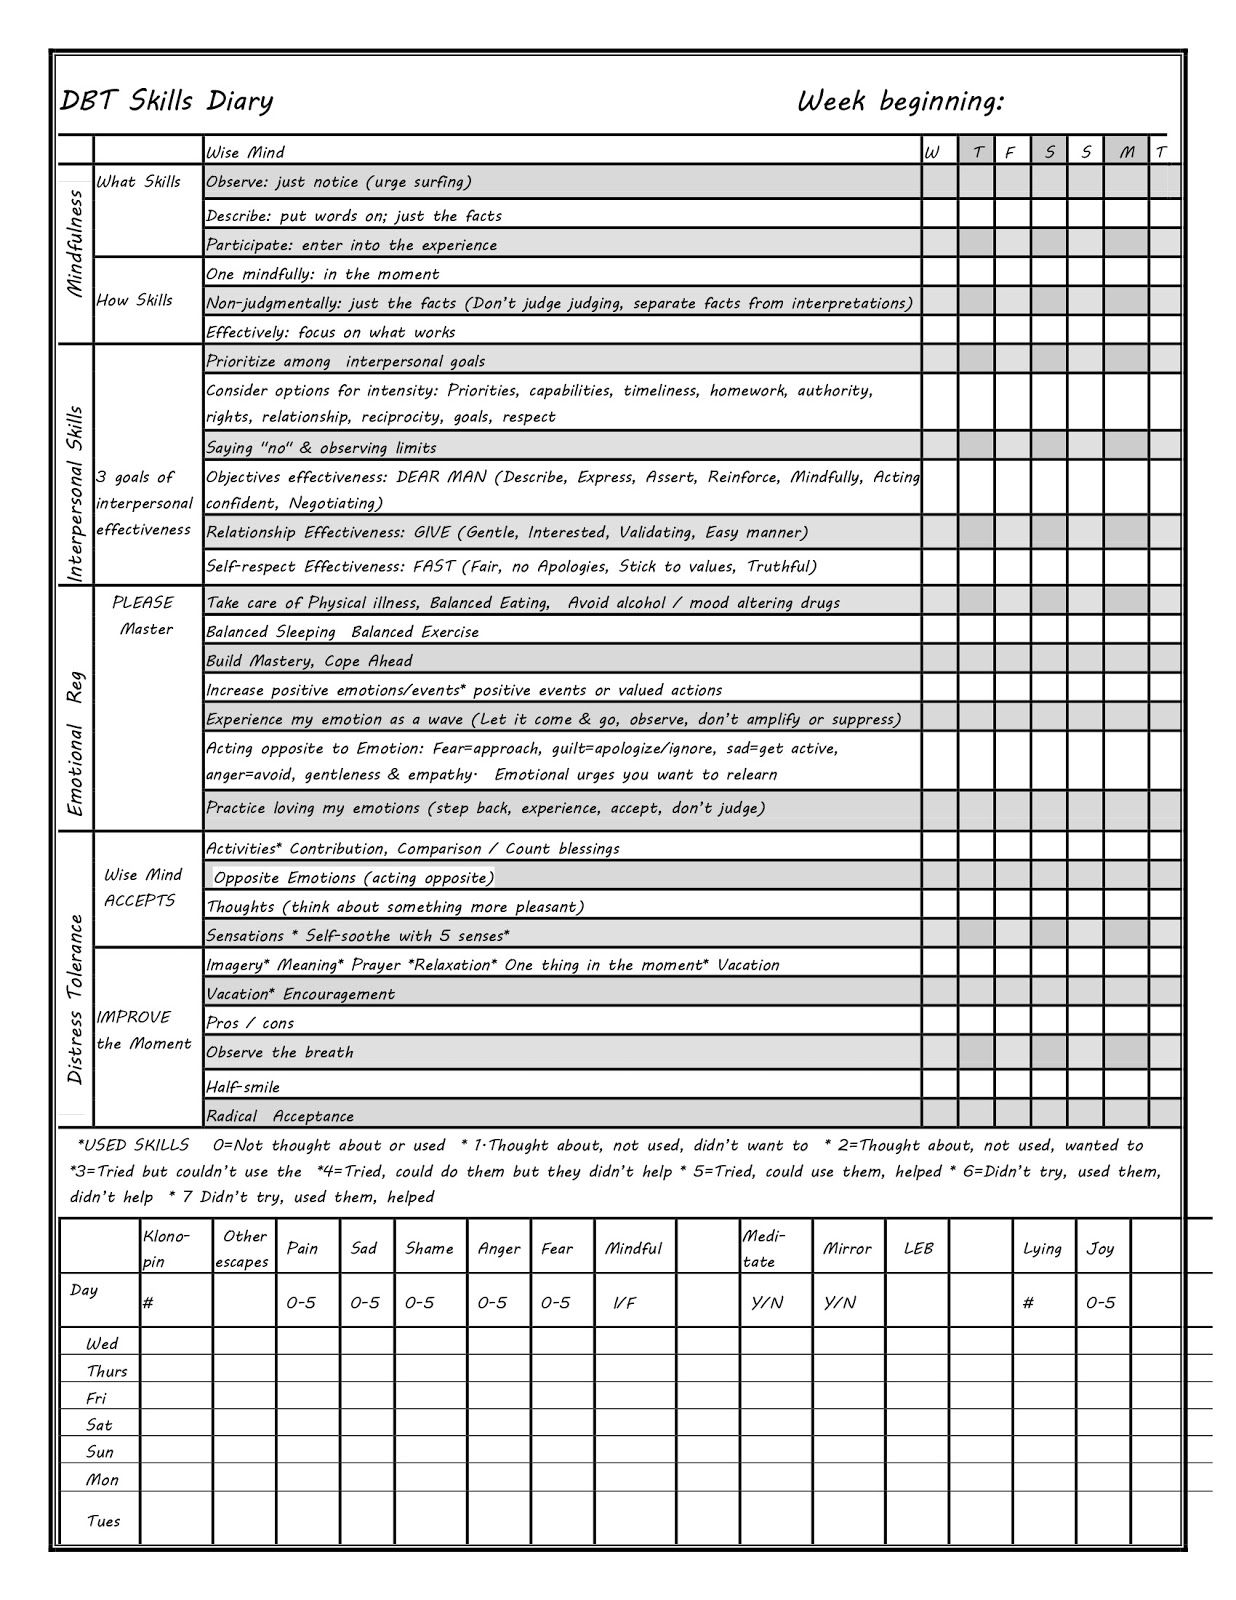 DBT Skills Diary Week beginning:
Wise Mind W T F S S M T
Mindfulness
What Skills
Observe: just notice (urge surfing)
Describe: put words on; just the facts
Participate: enter into the experience
How Skills
One mindfully: in the moment
Non-judgmentally: just the facts (Don't judge judging, separate facts from interpretations)
Effectively: focus on what works
Interpersonal Skills
Prioritize among interpersonal goals
Consider options for intensity: Priorities, capabilities, timeliness, homework, authority,
rights, relationship, reciprocity, goals, respect
Saying "no" & observing limits
3 goals of
interpersonal
effectiveness
Objectives effectiveness: DEAR MAN (Describe, Express, Assert, Reinforce, Mindfully, Acting
confident, Negotiating)
Relationship Effectiveness: GIVE (Gentle, Interested, Validating, Easy manner)
Self-respect Effectiveness: FAST (Fair, no Apologies, Stick to values, Truthful)
Emotional Reg
PLEASE
Master
Take care of Physical illness, Balanced Eating, Avoid alcohol / mood altering drugs
Balanced Sleeping Balanced Exercise
Build Mastery, Cope Ahead
Increase positive emotions/events* positive events or valued actions
Experience my emotion as a wave (Let it come & go, observe, don't amplify or suppress)
Acting opposite to Emotion: Fear=approach, guilt=apologize/ignore, sad=get active,
anger=avoid, gentleness & empathy· Emotional urges you want to relearn
Practice loving my emotions (step back, experience, accept, don't judge)
Distress Tolerance
Wise Mind
ACCEPTS
Activities* Contribution, Comparison / Count blessings
Opposite Emotions (acting opposite)
Thoughts (think about something more pleasant)
Sensations * Self-soothe with 5 senses*
IMPROVE
the Moment
Imagery* Meaning* Prayer *Relaxation* One thing in the moment* Vacation
Vacation* Encouragement
Pros / cons
Observe the breath
Half-smile
Radical Acceptance
*USED SKILLS 0=Not thought about or used * 1·Thought about, not used, didn't want to * 2=Thought about, not used, wanted to
*3=Tried but couldn't use the *4=Tried, could do them but they didn't help * 5=Tried, could use them, helped * 6=Didn't try, used them,
didn't help * 7 Didn't try, used them, helped
Klono-
pin
Other
escapes
Pain Sad Shame Anger Fear Mindful
Medi-
tate
Mirror LEB Lying Joy
Day # 0-5 0-5 0-5 0-5 0-5 I/F Y/N Y/N # 0-5
Wed
Thurs
Fri
Sat
Sun
Mon
Tues